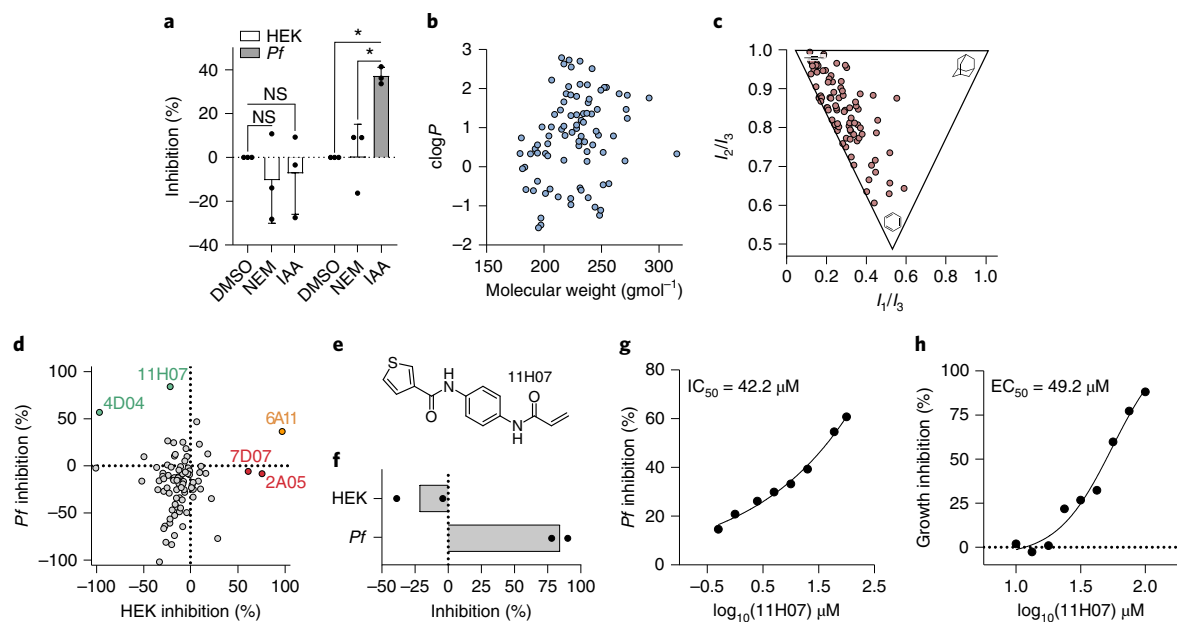 a
HEK
Pf
Inhibition (%)
40
20
0
–20
–40
NS
NS
*
*
DMSO
NEM
IAA
DMSO
NEM
IAA
b
clogP
3
2
1
0
–1
–2
150
200
250
300
Molecular weight (gmol⁻¹)
c
I₂/I₃
1.0
0.9
0.8
0.7
0.6
0.5
0
0.2
0.4
0.6
0.8
1.0
I₁/I₃
d
Pf inhibition (%)
100
50
0
–50
–100
11H07
4D04
6A11
7D07
2A05
–100
0
100
HEK inhibition (%)
e
S
H
N
O
O
N
H
11H07
f
HEK
Pf
–50
0
50
100
Inhibition (%)
g
Pf inhibition (%)
80
60
40
20
0
IC₅₀ = 42.2 μM
–0.5
0.5
1.5
2.5
log₁₀(11H07) μM
h
Growth inhibition (%)
100
75
50
25
0
EC₅₀ = 49.2 μM
1.0
1.5
2.0
log₁₀(11H07) μM